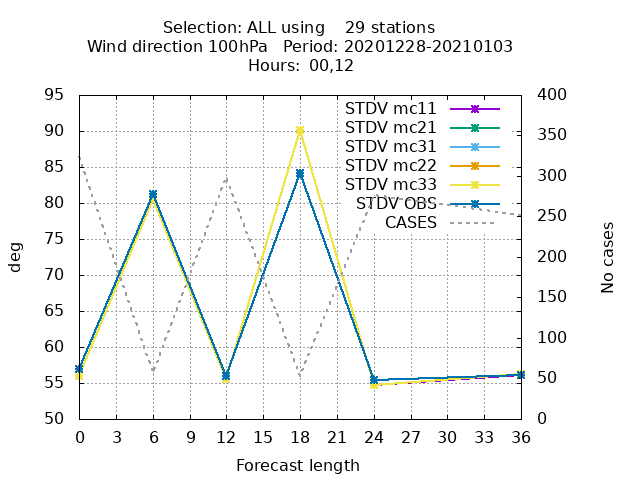 Selection: ALL using    29 stations
Wind direction 100hPa   Period: 20201228-20210103
Hours: 00,12
95
90
85
80
75
70
65
60
55
50
400
350
300
250
200
150
100
50
0
STDV mc11
STDV mc21
STDV mc31
STDV mc22
STDV mc33
STDV OBS
CASES
deg
No cases
0 3 6 9 12 15 18 21 24 27 30 33 36
Forecast length